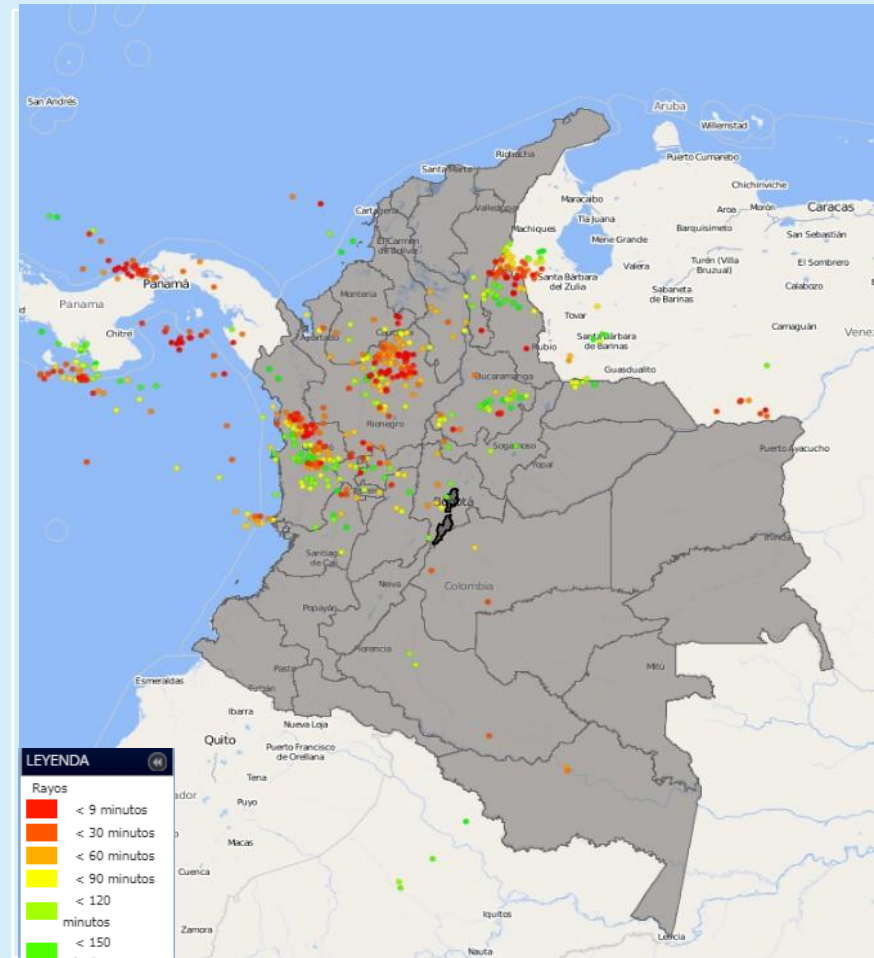 San Andrés
Aruba
Willemstad
Riohacha
Puerto Cumarebo
Santa Marta
Chichiriviche
Maracaibo
Aroa
Morón
Caracas
Valledupar
Cartagena
Tía Juana
Machiques
Barquisimeto
San Sebastián
Mene Grande
El Carmen
de Bolívar
Turén (Villa
Bruzual)
El Sombrero
Valera
Santa Bárbara
del Zulia
Panamá
Sabaneta
de Barinas
Calabozo
Montería
Panama
Tovar
Camaguán
Chitré
Apartadó
Santa Bárbara
de Barinas
Rubio
Guasdualito
Bucaramanga
Rionegro
Sogamoso
Puerto Ayacucho
Yopal
Bogotá
Inírida
Santiago
de Cali
Neiva
Colombia
Popayán
Florencia
Mitú
Pasto
Esmeraldas
Tulcán
Ibarra
Nueva Loja
Quito
Puerto Francisco
de Orellana
LEYENDA
Tena
Rayos
Puyo
ador
< 9 minutos
< 30 minutos
Macas
< 60 minutos
Cuenca
< 90 minutos
< 120
minutos
Iquitos
Zamora
Leticia
< 150
Nauta